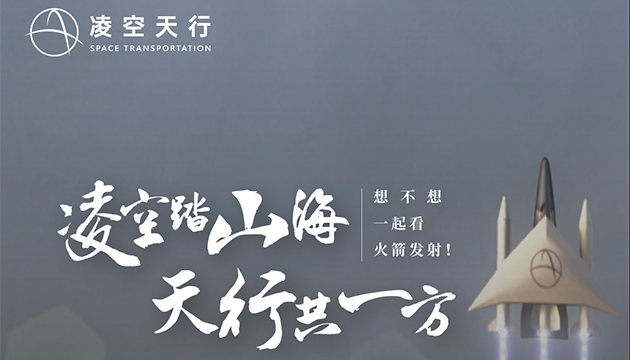 凌空天行
SPACE TRANSPORTATION
凌空踏山海
天行共一方
想不想
一起看
火箭发射！